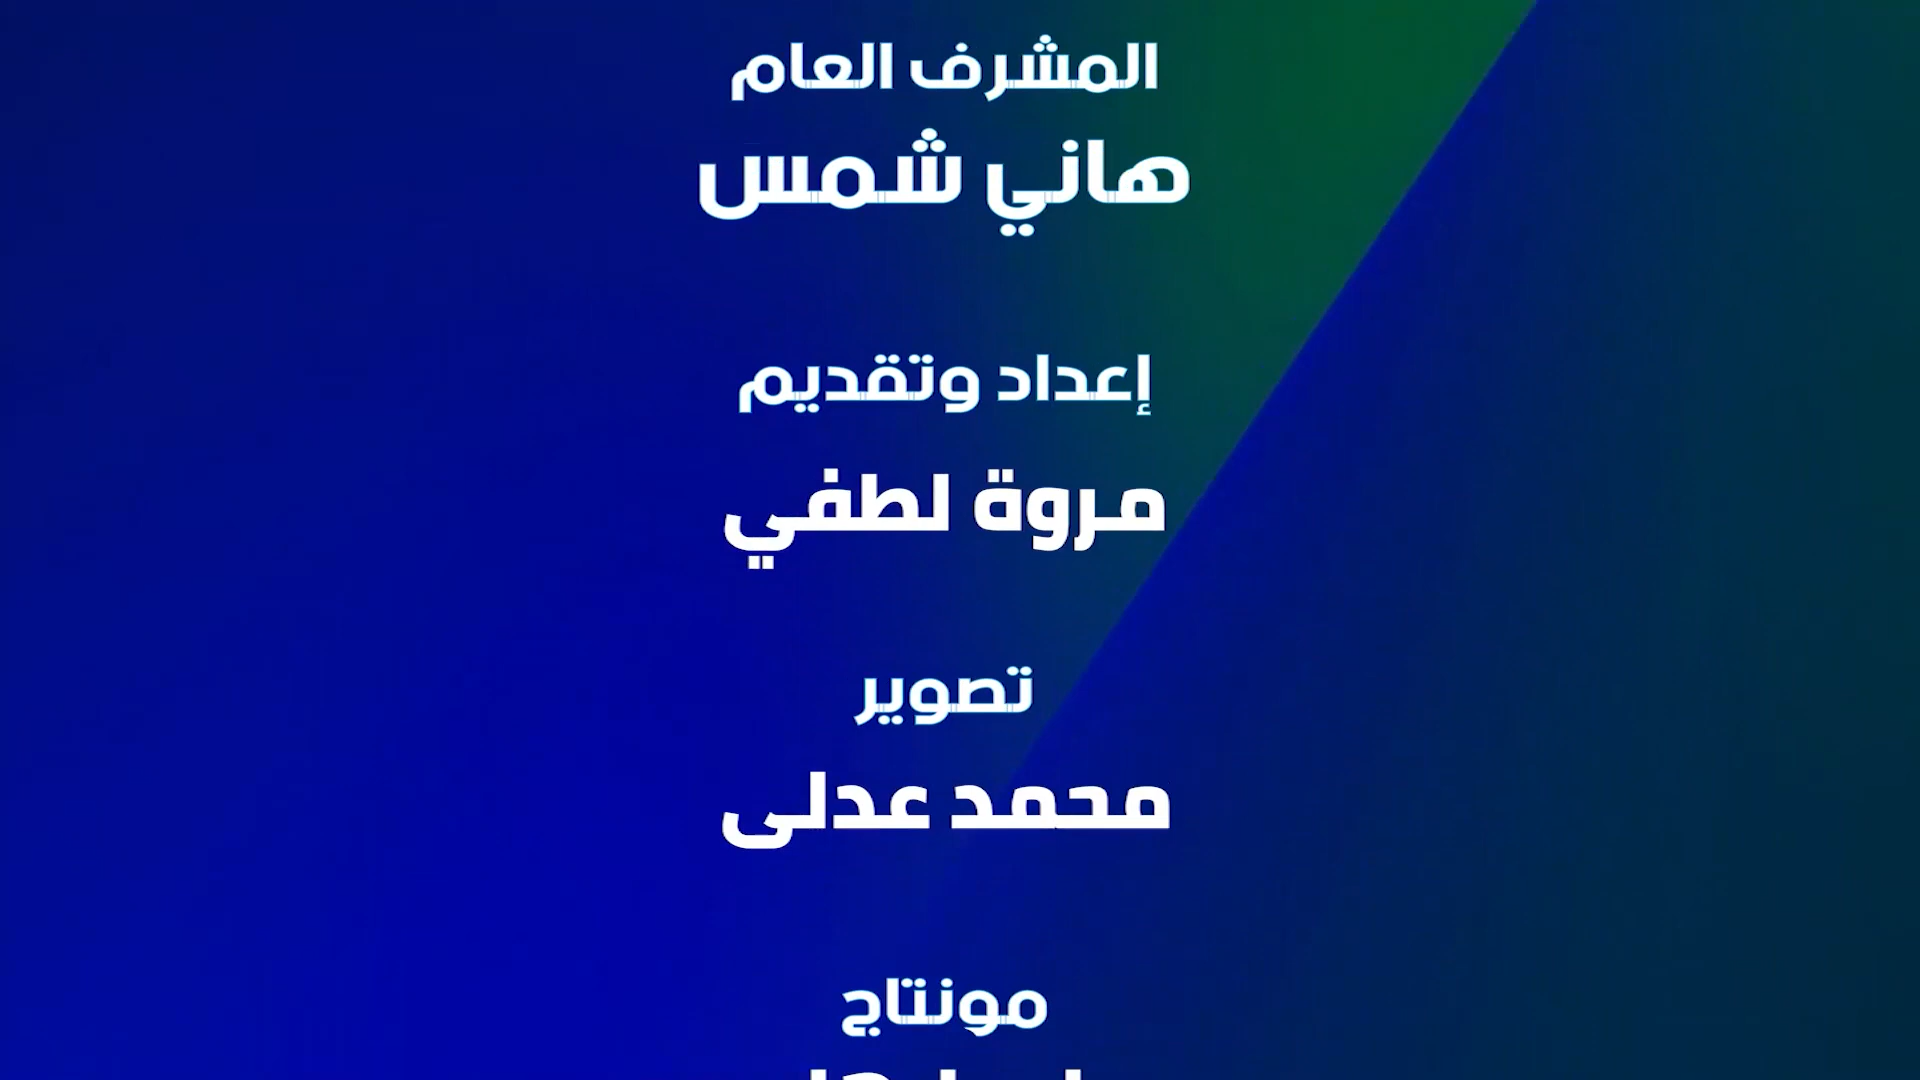 المشرف العام
هاني شمس
إعداد وتقديم
مروة لطفي
تصوير
محمد عدلى
مونتاج